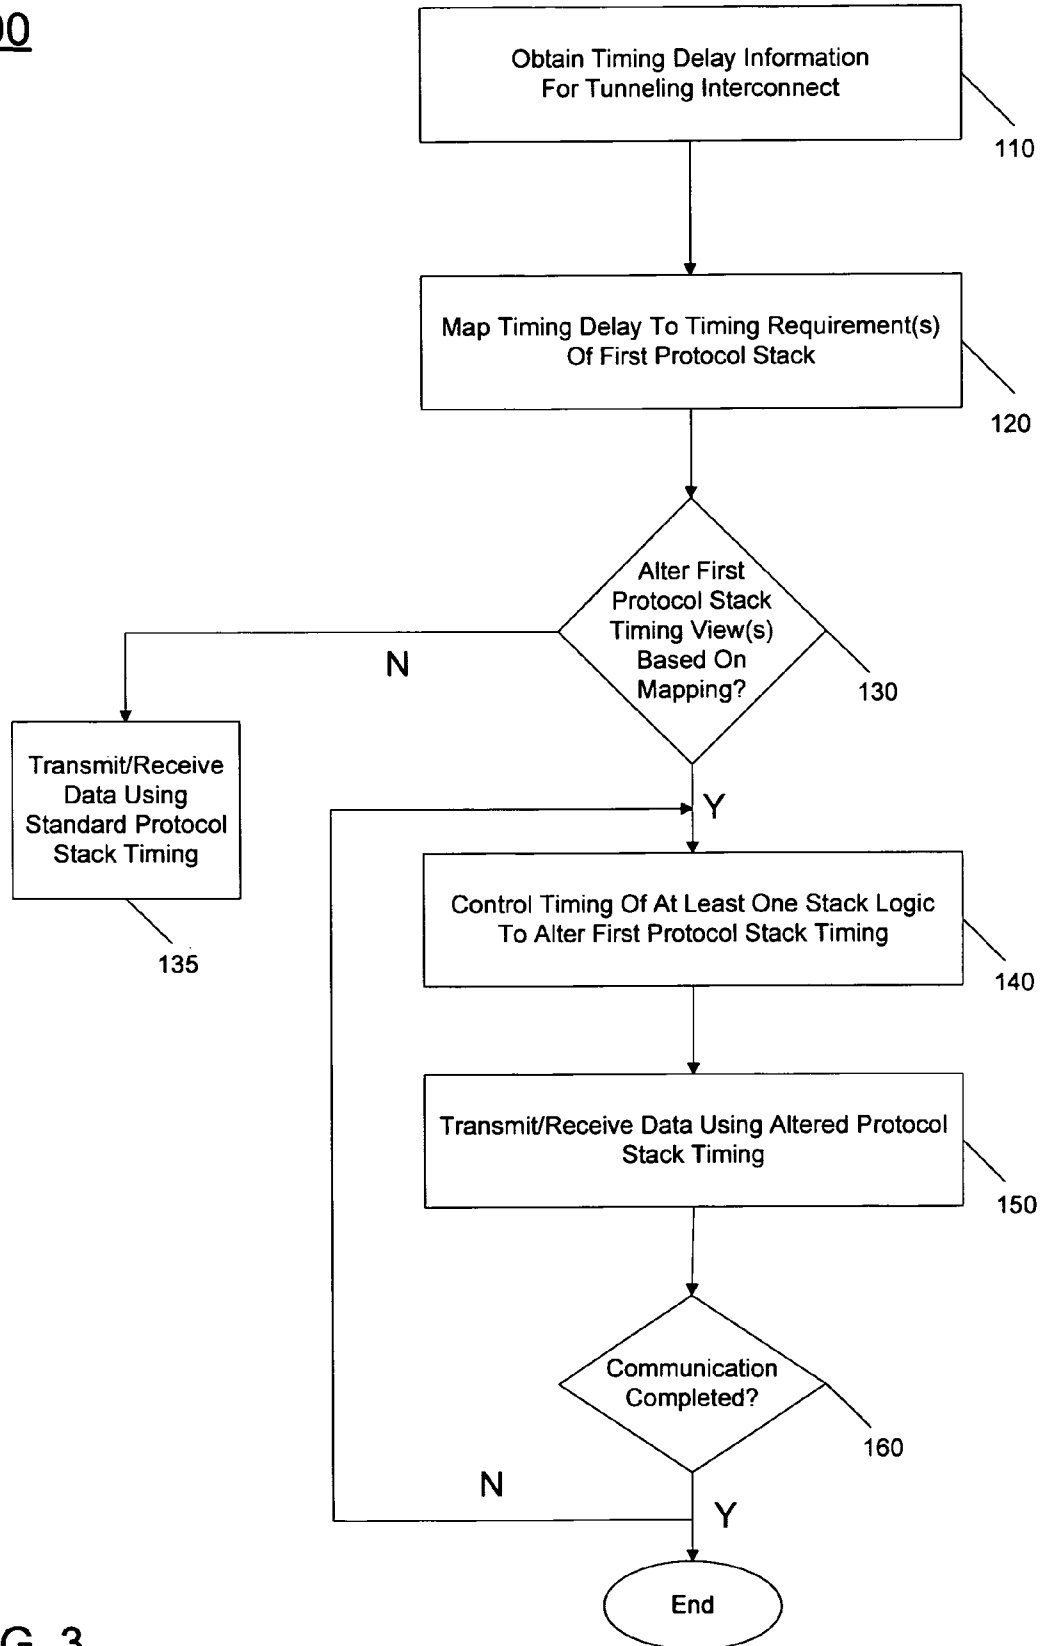 00
Obtain Timing Delay Information
For Tunneling Interconnect
110
Map Timing Delay To Timing Requirement(s)
Of First Protocol Stack
120
Alter First
Protocol Stack
Timing View(s)
Based On
Mapping?
130
N
Transmit/Receive
Data Using
Standard Protocol
Stack Timing
135
Y
Control Timing Of At Least One Stack Logic
To Alter First Protocol Stack Timing
140
Transmit/Receive Data Using Altered Protocol
Stack Timing
150
Communication
Completed?
160
N
Y
End
G. 3